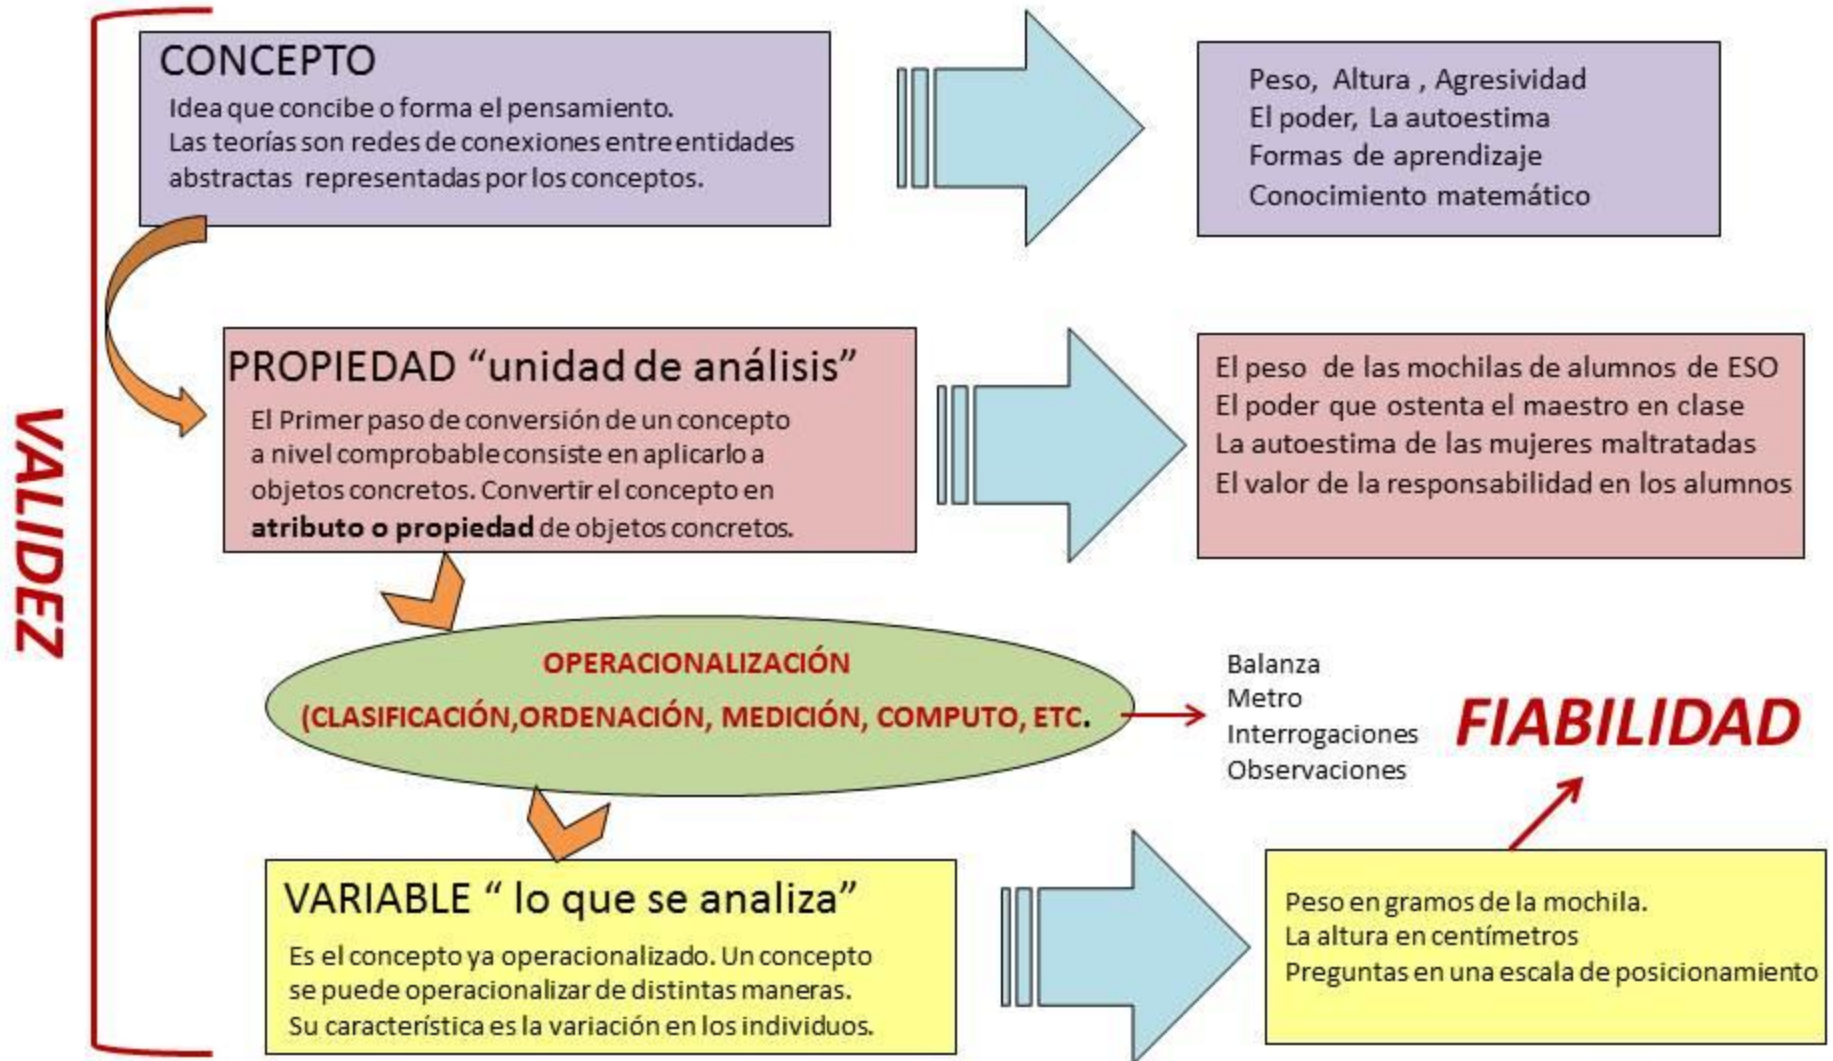 VALIDEZ
CONCEPTO
Idea que concibe o forma el pensamiento.
Las teorías son redes de conexiones entre entidades
abstractas representadas por los conceptos.
Peso, Altura , Agresividad
El poder, La autoestima
Formas de aprendizaje
Conocimiento matemático
PROPIEDAD “unidad de análisis”
El Primer paso de conversión de un concepto
a nivel comprobable consiste en aplicarlo a
objetos concretos. Convertir el concepto en
atributo o propiedad de objetos concretos.
El peso de las mochilas de alumnos de ESO
El poder que ostenta el maestro en clase
La autoestima de las mujeres maltratadas
El valor de la responsabilidad en los alumnos
OPERACIONALIZACIÓN
(CLASIFICACIÓN,ORDENACIÓN, MEDICIÓN, COMPUTO, ETC.
Balanza
Metro
Interrogaciones
Observaciones
FIABILIDAD
VARIABLE “ lo que se analiza”
Es el concepto ya operacionalizado. Un concepto
se puede operacionalizar de distintas maneras.
Su característica es la variación en los individuos.
Peso en gramos de la mochila.
La altura en centímetros
Preguntas en una escala de posicionamiento